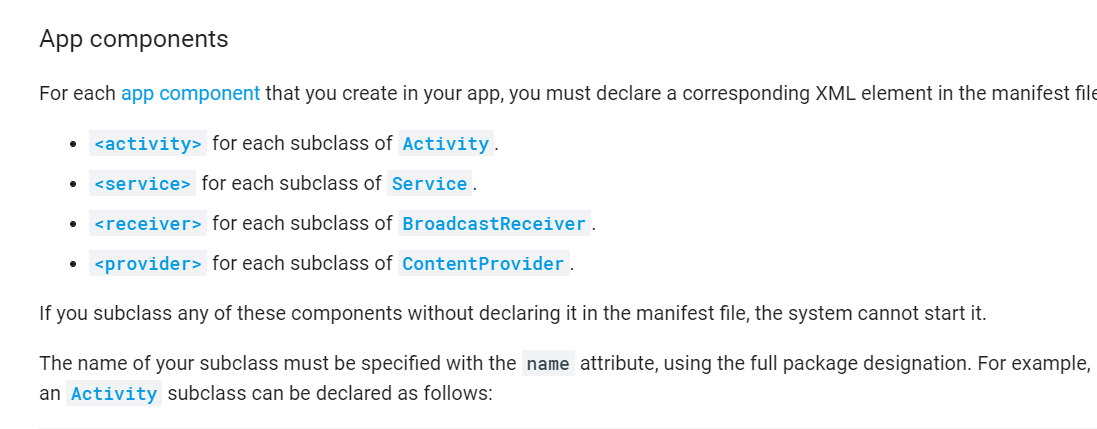 App components
For each app component that you create in your app, you must declare a corresponding XML element in the manifest file
<activity> for each subclass of Activity.
<service> for each subclass of Service.
<receiver> for each subclass of BroadcastReceiver.
<provider> for each subclass of ContentProvider.
If you subclass any of these components without declaring it in the manifest file, the system cannot start it.
The name of your subclass must be specified with the name attribute, using the full package designation. For example,
an Activity subclass can be declared as follows: